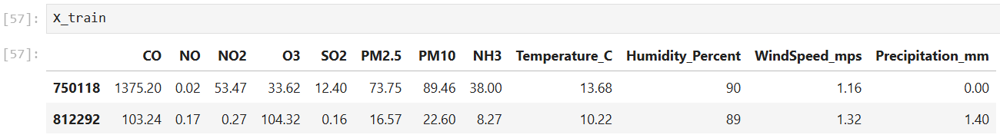 [57]: X_train
[57]:
CO NO NO2 O3 SO2 PM2.5 PM10 NH3 Temperature_C Humidity_Percent WindSpeed_mps Precipitation_mm
750118 1375.20 0.02 53.47 33.62 12.40 73.75 89.46 38.00 13.68 90 1.16 0.00
812292 103.24 0.17 0.27 104.32 0.16 16.57 22.60 8.27 10.22 89 1.32 1.40